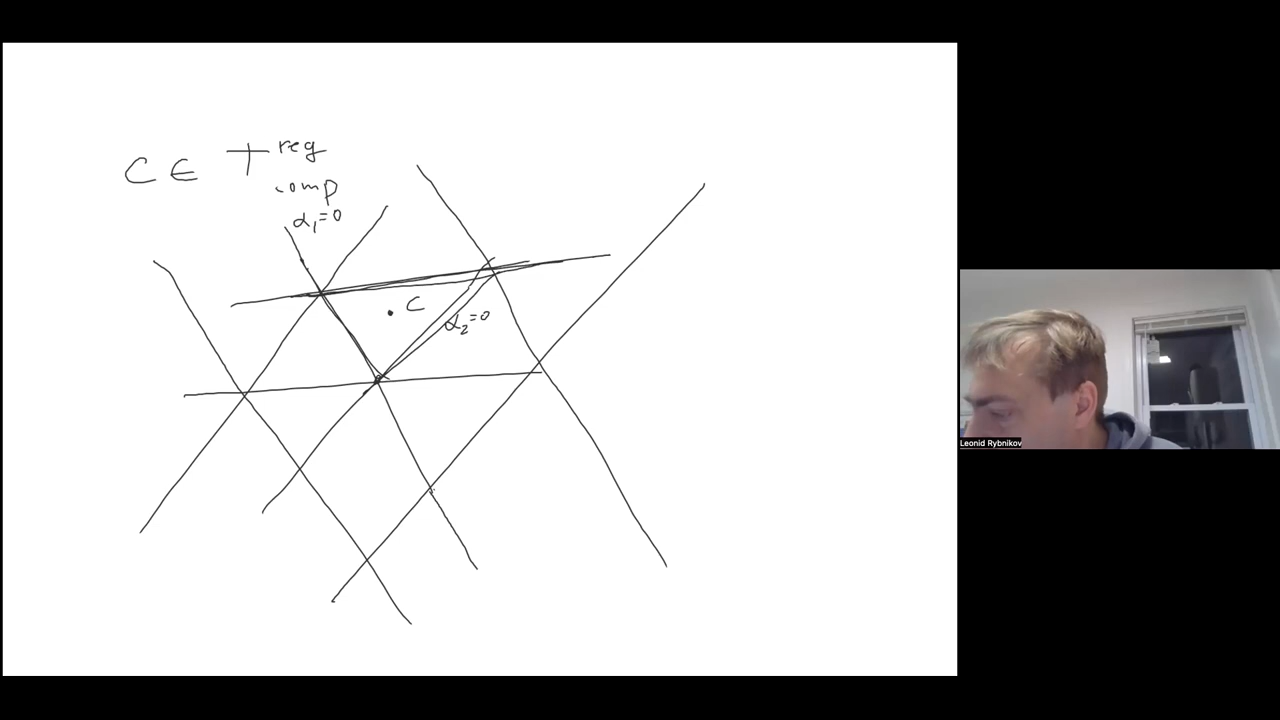 C ∈ T reg
comp
α₁=0
C
α₂=0
Leonid Rybnikov